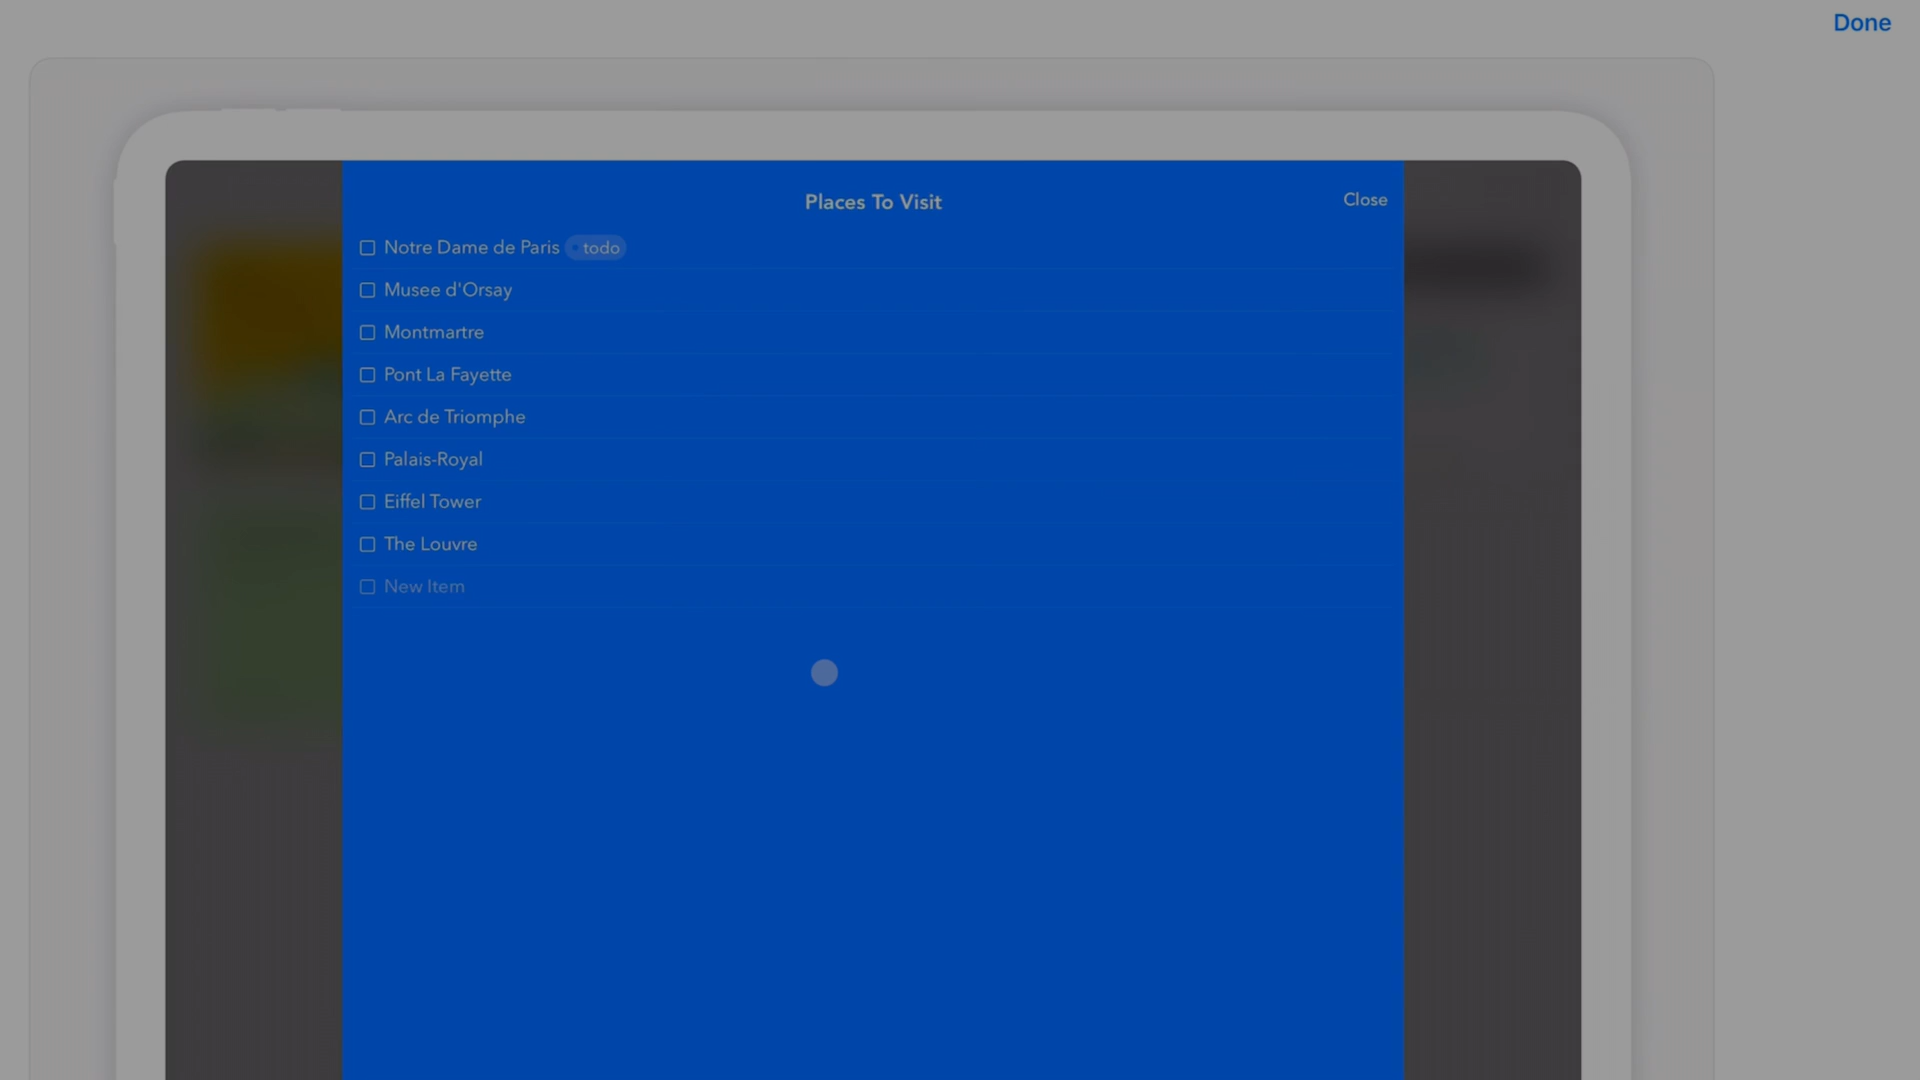 Done
Places To Visit
Close
Notre Dame de Paris todo
Musee d'Orsay
Montmartre
Pont La Fayette
Arc de Triomphe
Palais-Royal
Eiffel Tower
The Louvre
New Item